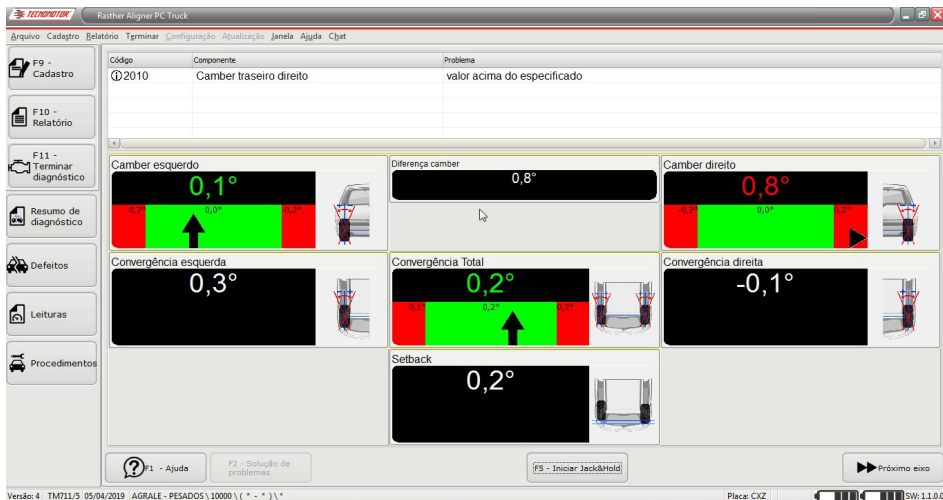 TECNOMOTOR
Rasther Aligner PC Truck
Arquivo Cadastro Relatório Terminar Configuração Atualização Janela Ajuda Chat
F9 -
Cadastro
F10 -
Relatório
F11 -
Terminar
diagnóstico
Resumo de
diagnóstico
Defeitos
Leituras
Procedimentos
Código Componente Problema
2010 Camber traseiro direito valor acima do especificado
Camber esquerdo
0,1°
0,2° 0,0° -0,2°
Diferença camber
0,8°
Camber direito
0,8°
-0,2° 0,0° 0,2°
Convergência esquerda
0,3°
Convergência Total
0,2°
0,1° 0,2° 0,2°
Convergência direita
-0,1°
Setback
0,2°
F1 - Ajuda
F2 - Solução de
problemas
F5 - Iniciar Jack&Hold
Próximo eixo
Versão: 4 TM711/5 05/04/2019 AGRALE - PESADOS \ 10000 \ ( * - * ) \ * Placa: CXZ SW: 1.1.0.0